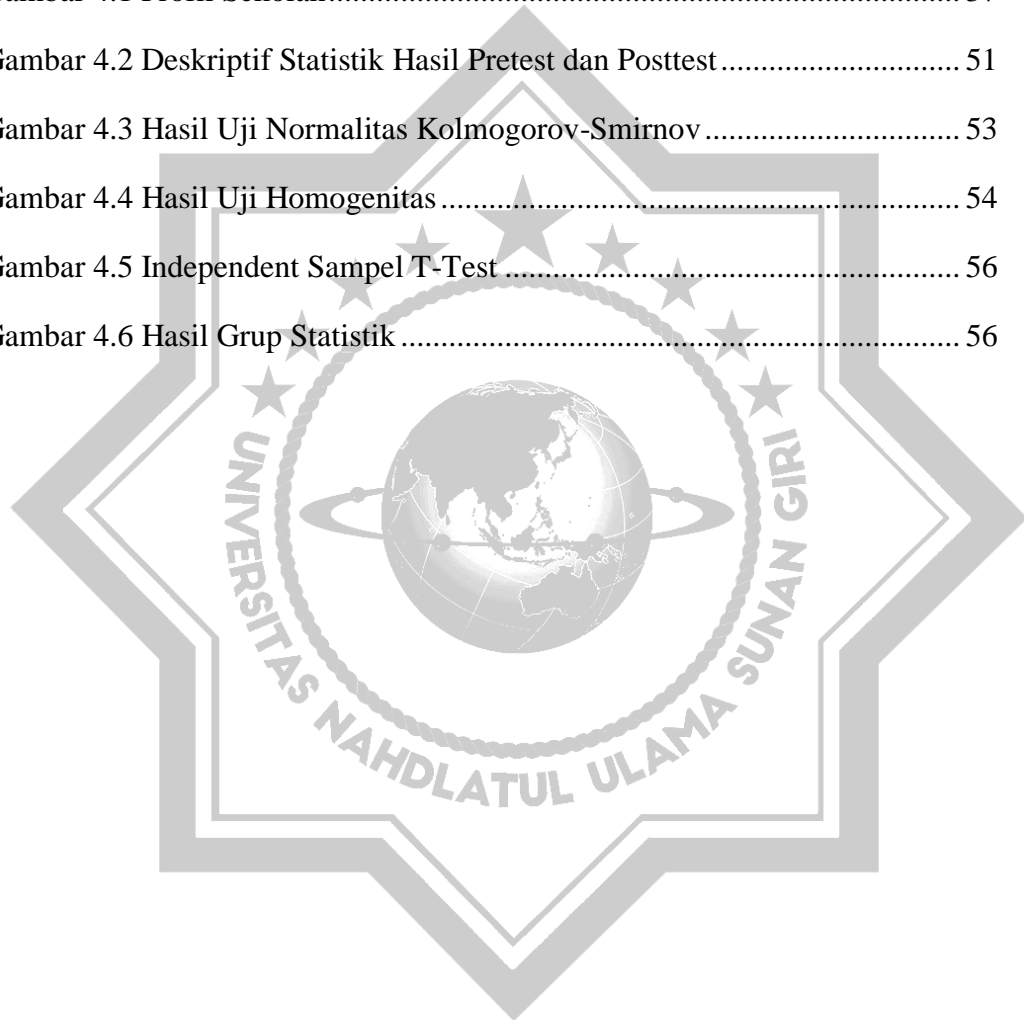 Gambar 4.2 Deskriptif Statistik Hasil Pretest dan Posttest.............................. 51
Gambar 4.3 Hasil Uji Normalitas Kolmogorov-Smirnov................................ 53
Gambar 4.4 Hasil Uji Homogenitas................................................................. 54
Gambar 4.5 Independent Sampel T-Test......................................................... 56
Gambar 4.6 Hasil Grup Statistik...................................................................... 56
UNIVERSITAS NAHDLATUL ULAMA SUNAN GIRI